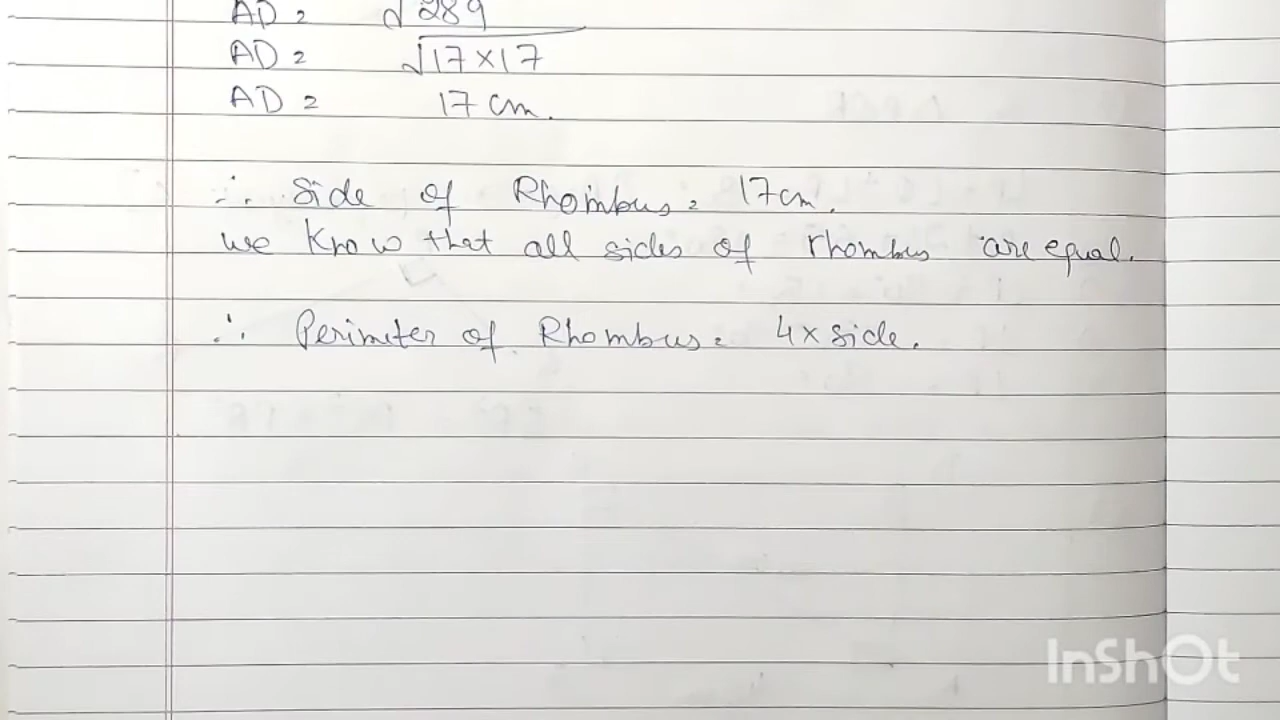 AD = √289
AD = √17×17
AD = 17 cm.
∴ Side of Rhombus = 17cm.
we know that all sides of rhombus are equal.
∴ Perimeter of Rhombus = 4× side.
InShOt